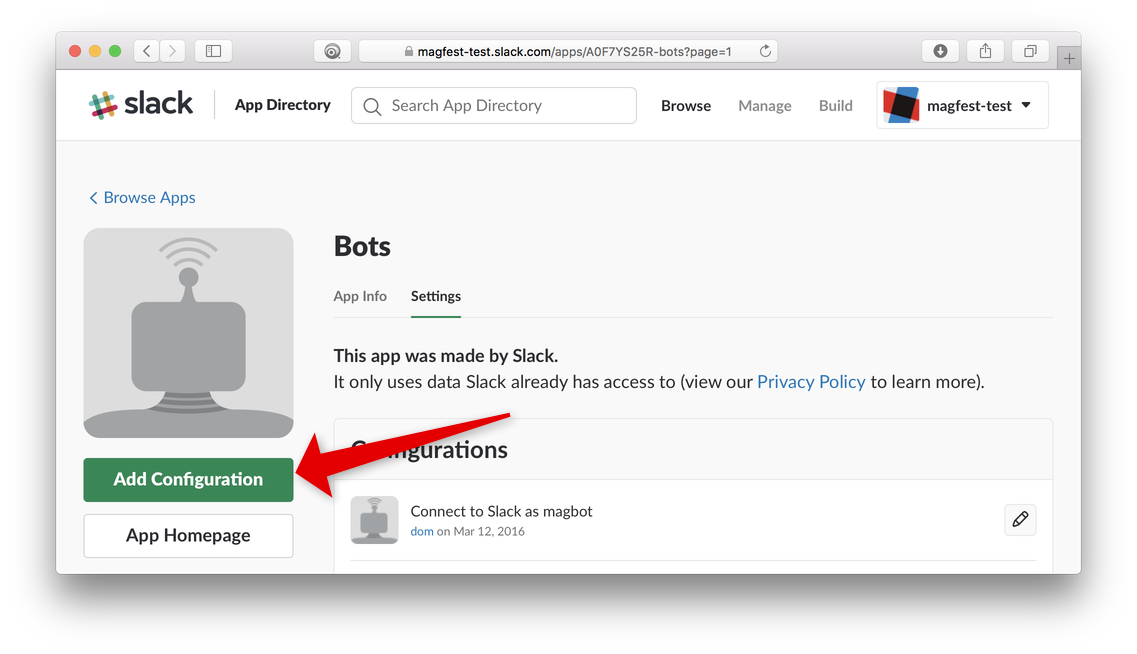 magfest-test.slack.com/apps/A0F7YS25R-bots?page=1
slack
App Directory
Search App Directory
Browse
Manage
Build
magfest-test
Browse Apps
Bots
App Info
Settings
This app was made by Slack.
It only uses data Slack already has access to (view our Privacy Policy to learn more).
Configurations
Add Configuration
Connect to Slack as magbot
dom on Mar 12, 2016
App Homepage